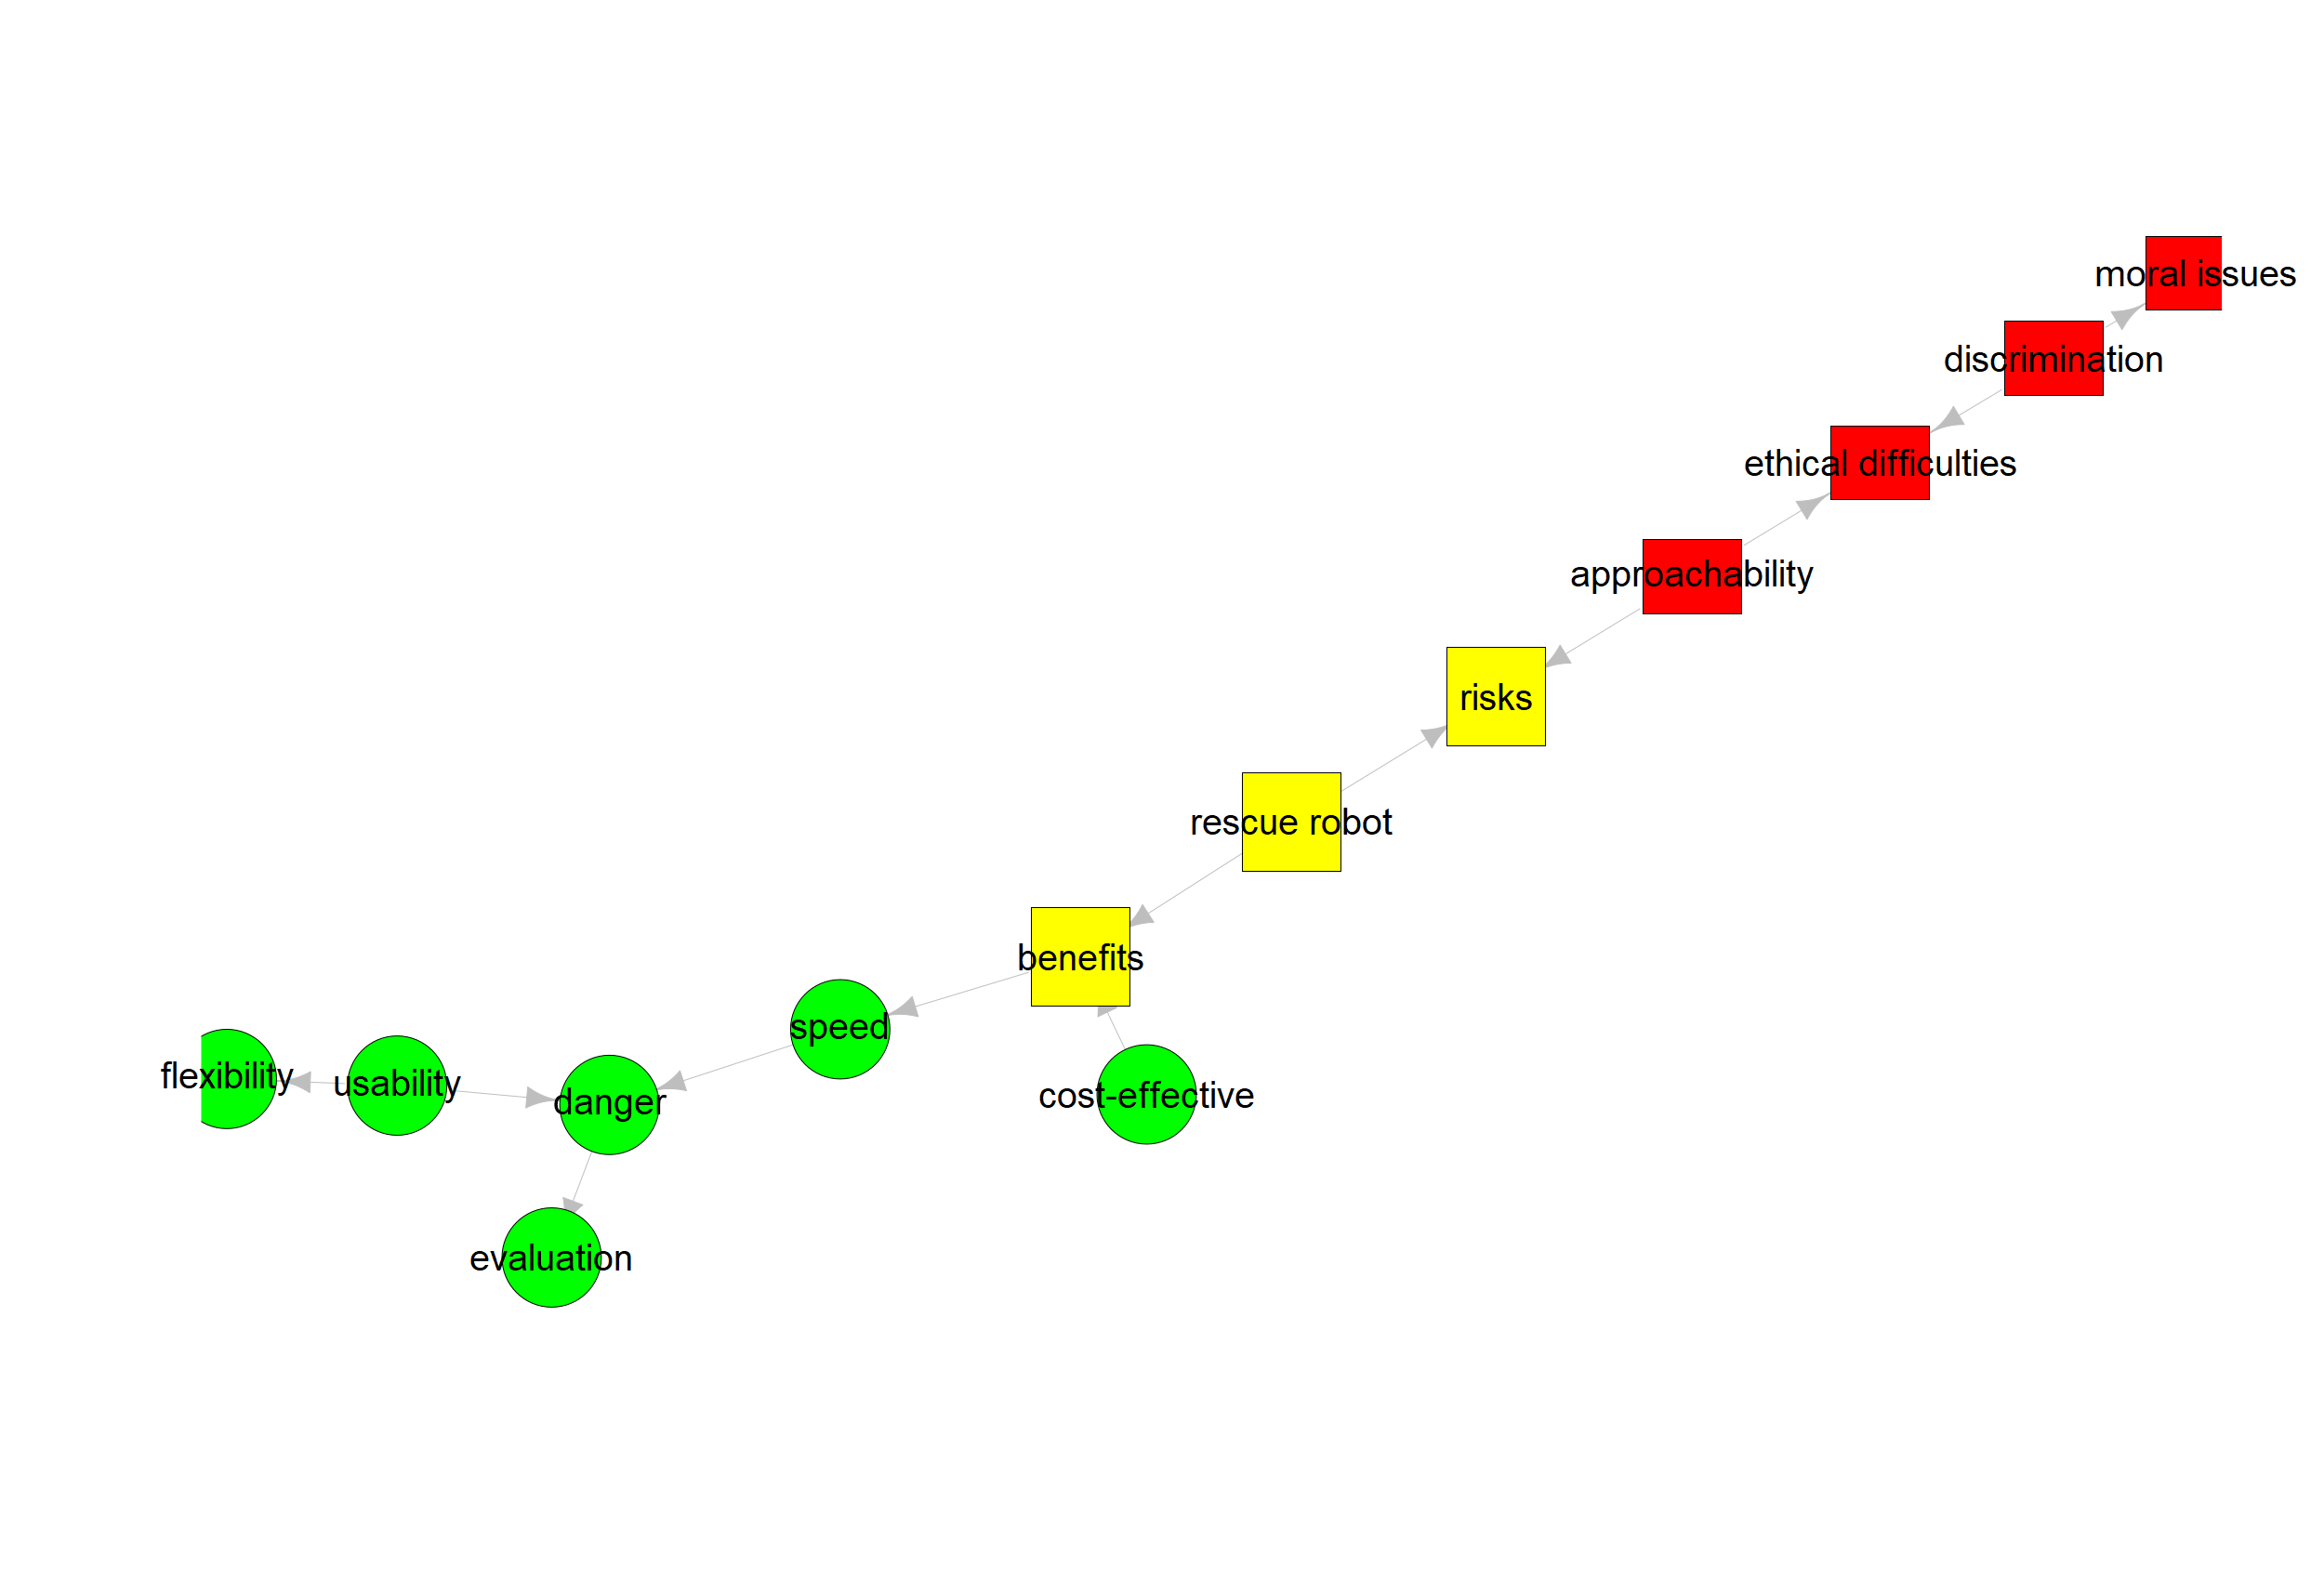 moral issues
discrimination
ethical difficulties
approachability
risks
rescue robot
benefits
speed
flexibility
usability
danger
cost-effective
evaluation